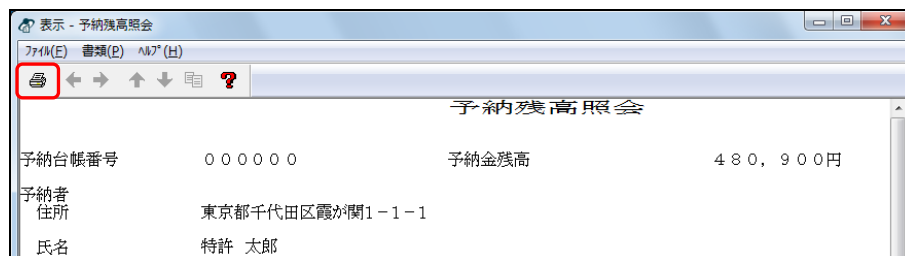 表示 - 予納残高照会
ﾌｧｲﾙ(F) 書類(P) ﾍﾙﾌﾟ(H)
予納残高照会
予納台帳番号 ００００００ 予納金残高 ４８０，９００円
予納者
住所 東京都千代田区霞が関１－１－１
氏名 特許 太郎